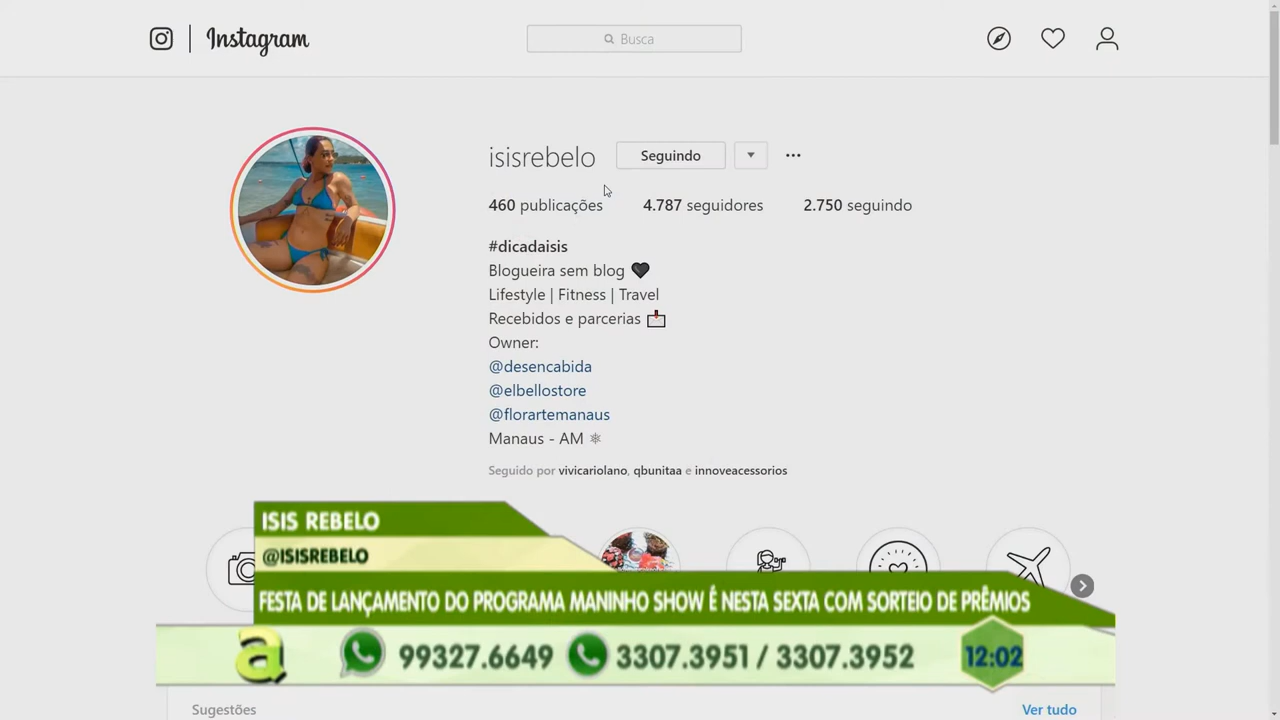 Instagram
Busca
isisrebelo
Seguindo
460 publicações 4.787 seguidores 2.750 seguindo
#dicadaisis
Blogueira sem blog
Lifestyle | Fitness | Travel
Recebidos e parcerias
Owner:
@desencabida
@elbellostore
@florartemanaus
Manaus - AM
Seguido por vivicariolano, qbunitaa e innoveacessorios
ISIS REBELO
@ISISREBELO
FESTA DE LANÇAMENTO DO PROGRAMA MANINHO SHOW É NESTA SEXTA COM SORTEIO DE PRÊMIOS
a 99327.6649 3307.3951 / 3307.3952 12:02
Sugestões Ver tudo